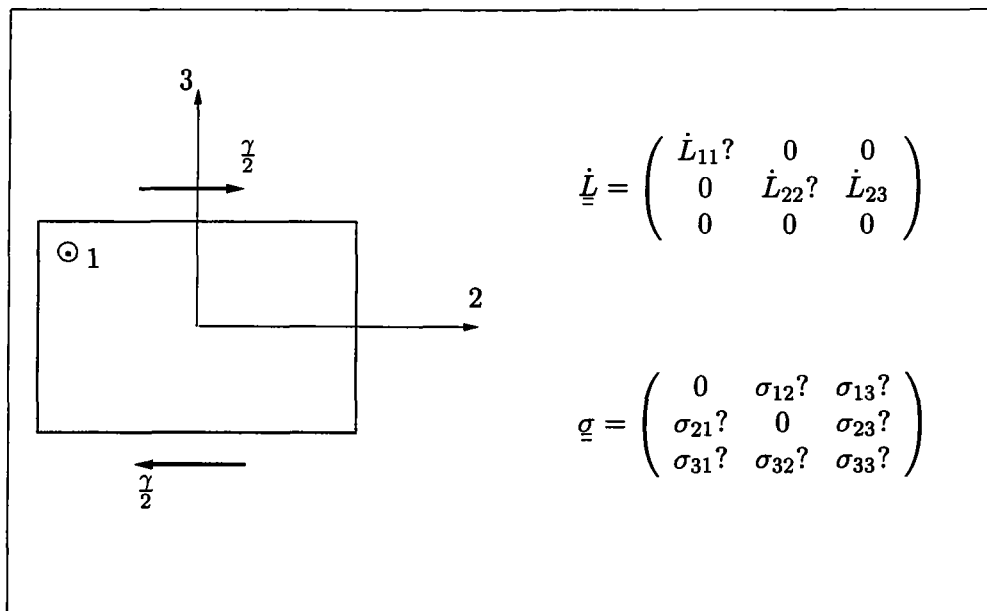 3
γ/2
1
2
γ/2
L̇ = ( L̇₁₁? 0 0
0 L̇₂₂? L̇₂₃
0 0 0 )
σ = ( 0 σ₁₂? σ₁₃?
σ₂₁? 0 σ₂₃?
σ₃₁? σ₃₂? σ₃₃? )